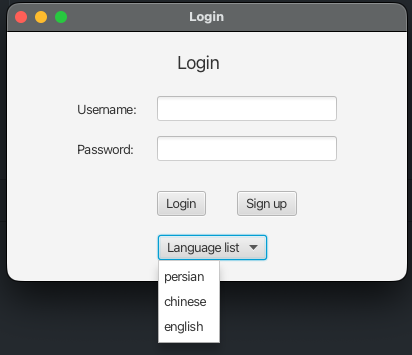 Login
Login
Username:
Password:
Login Sign up
Language list
persian
chinese
english